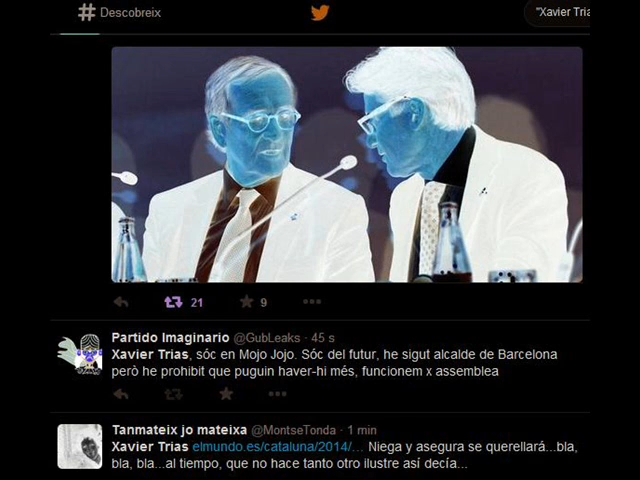 # Descobreix
"Xavier Tria
21
9
Partido Imaginario @GubLeaks · 45 s
Xavier Trias, sóc en Mojo Jojo. Sóc del futur, he sigut alcalde de Barcelona
però he prohibit que puguin haver-hi més, funcionem x assemblea
Tanmateix jo mateixa @MontseTonda · 1 min
Xavier Trias elmundo.es/cataluna/2014/… Niega y asegura se querellará...bla,
bla, bla...al tiempo, que no hace tanto otro ilustre así decía...